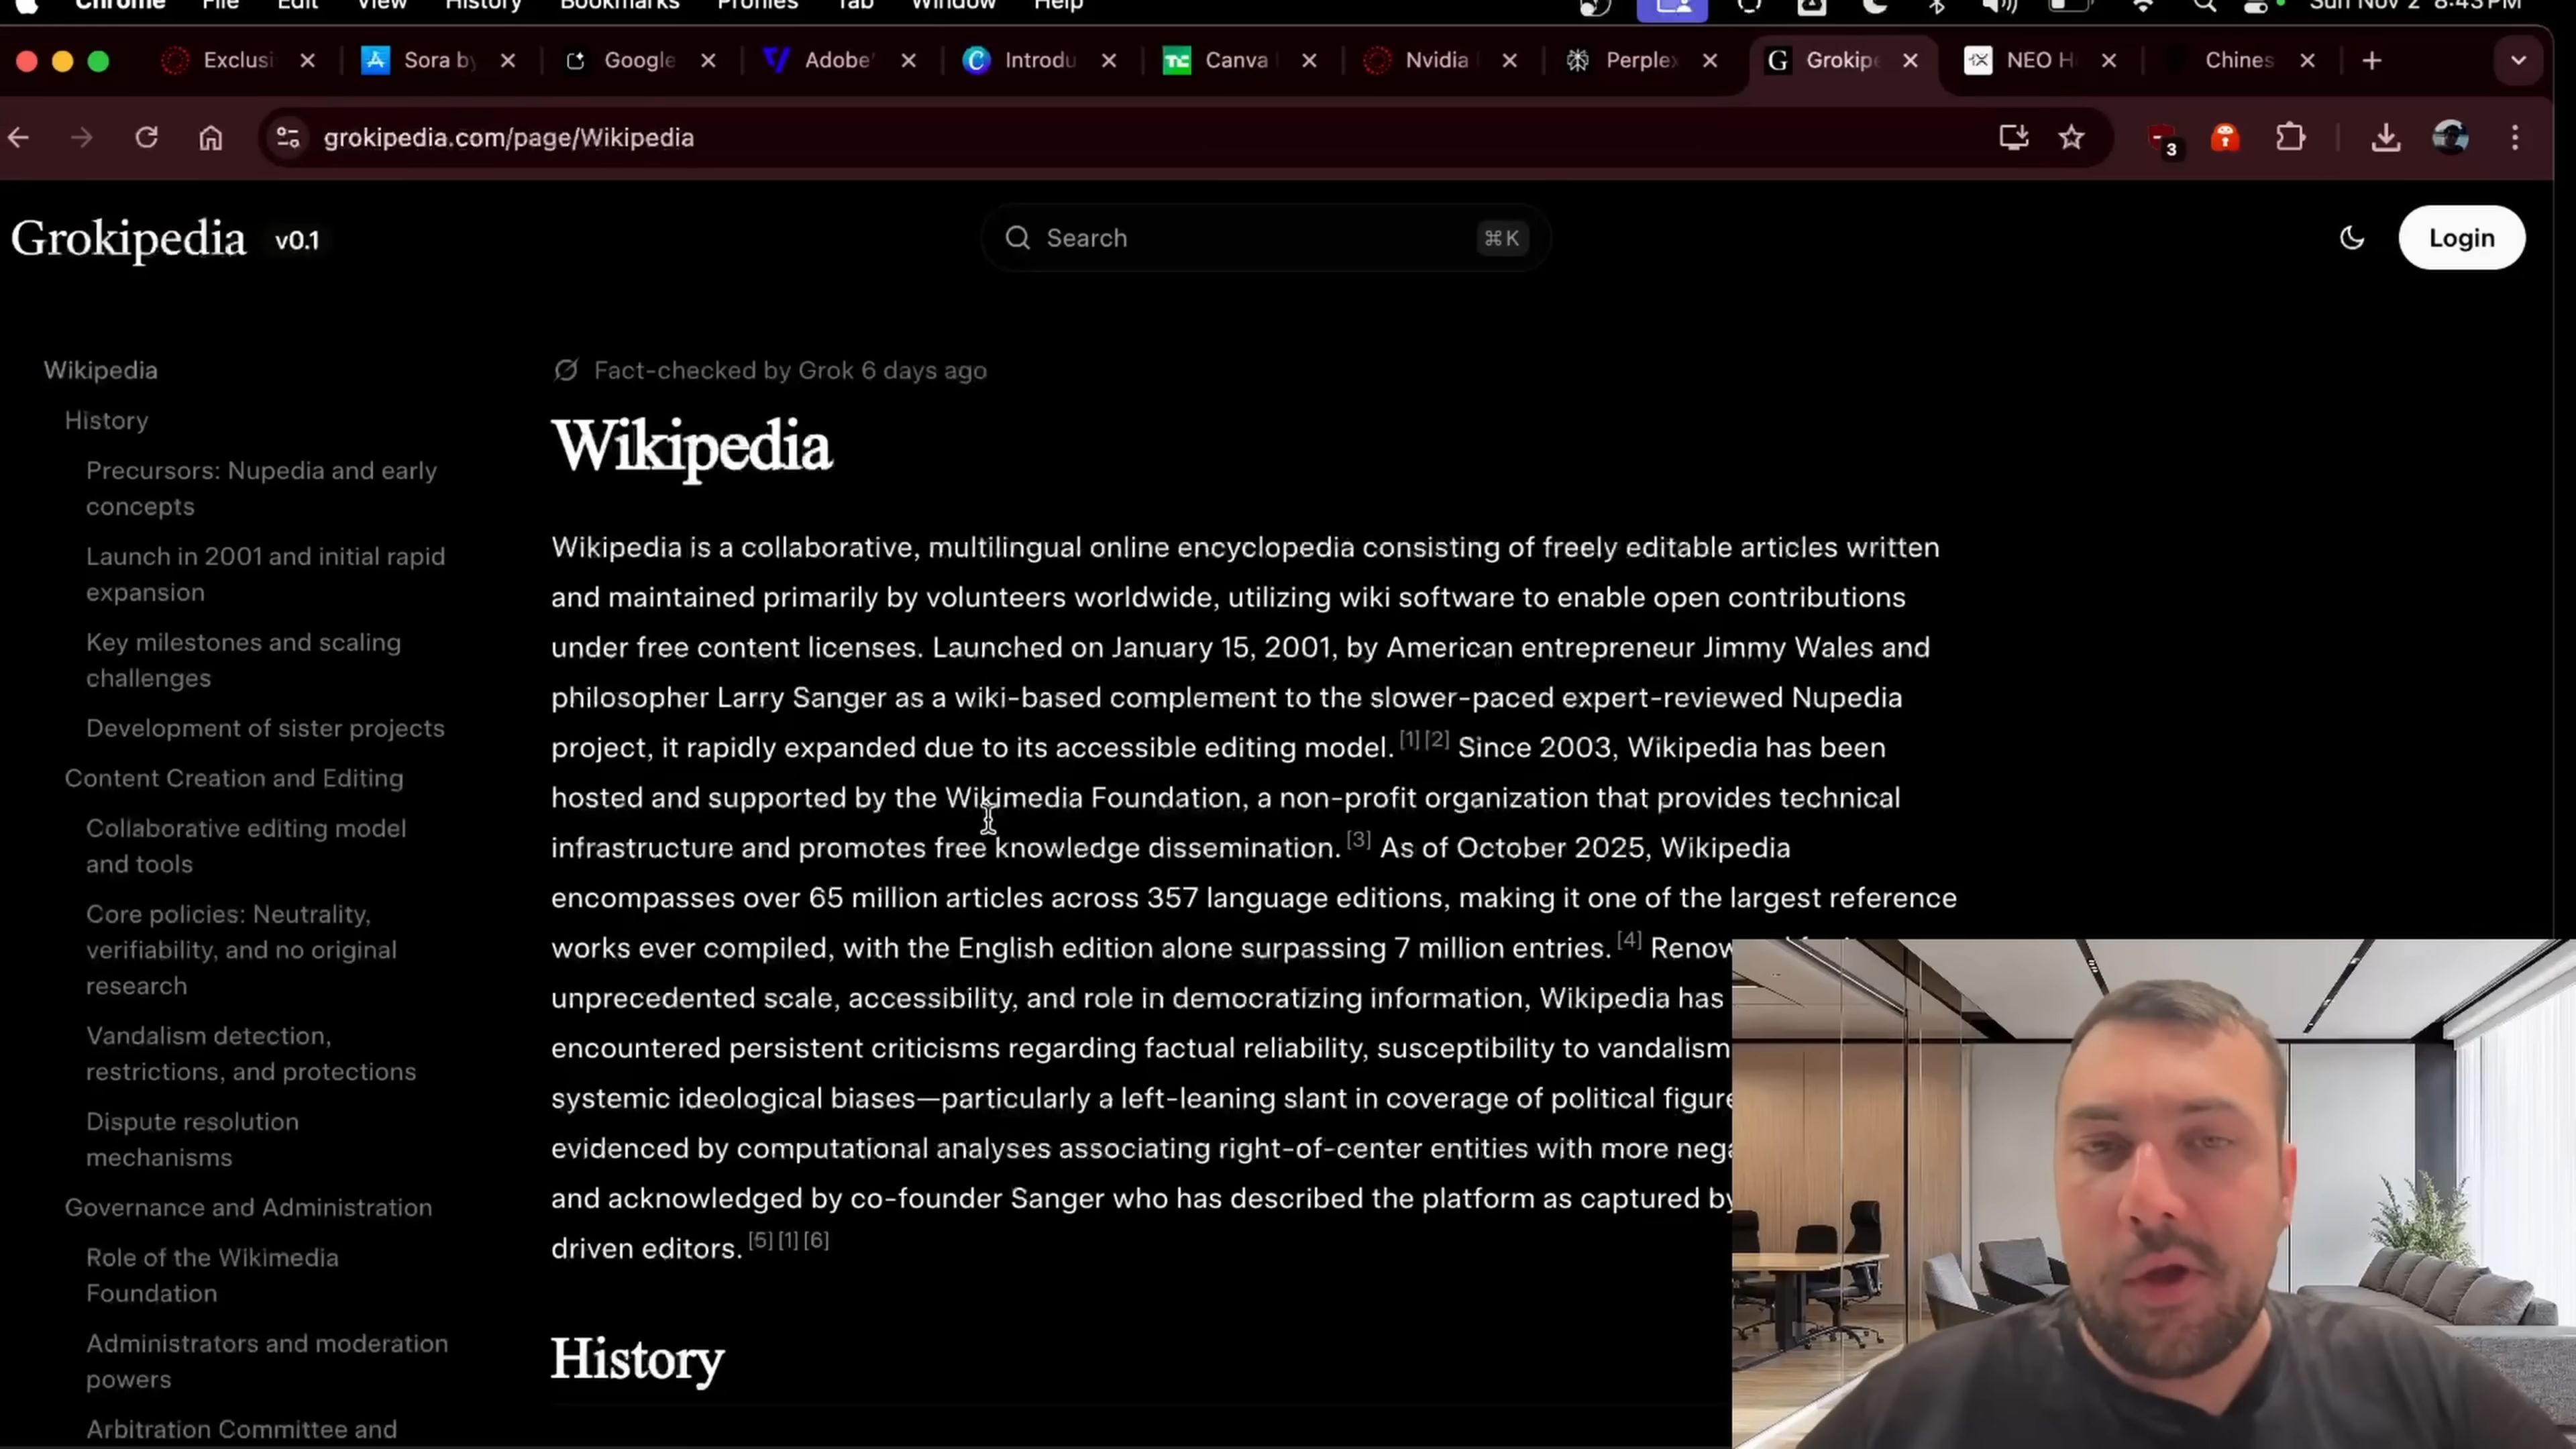 Chrome File Edit View History Bookmarks Profiles Tab Window Help Sun Nov 2 8:43 PM
Exclusi Sora by Google Adobe' Introdu TC Canva Nvidia Perplex G Grokip NEO H Chines
grokipedia.com/page/Wikipedia 3
Grokipedia v0.1 Search ⌘K Login
Wikipedia
History
Precursors: Nupedia and early
concepts
Launch in 2001 and initial rapid
expansion
Key milestones and scaling
challenges
Development of sister projects
Content Creation and Editing
Collaborative editing model
and tools
Core policies: Neutrality,
verifiability, and no original
research
Vandalism detection,
restrictions, and protections
Dispute resolution
mechanisms
Governance and Administration
Role of the Wikimedia
Foundation
Administrators and moderation
powers
Arbitration Committee and
Fact-checked by Grok 6 days ago
Wikipedia
Wikipedia is a collaborative, multilingual online encyclopedia consisting of freely editable articles written
and maintained primarily by volunteers worldwide, utilizing wiki software to enable open contributions
under free content licenses. Launched on January 15, 2001, by American entrepreneur Jimmy Wales and
philosopher Larry Sanger as a wiki-based complement to the slower-paced expert-reviewed Nupedia
project, it rapidly expanded due to its accessible editing model. [1] [2] Since 2003, Wikipedia has been
hosted and supported by the Wikimedia Foundation, a non-profit organization that provides technical
infrastructure and promotes free knowledge dissemination. [3] As of October 2025, Wikipedia
encompasses over 65 million articles across 357 language editions, making it one of the largest reference
works ever compiled, with the English edition alone surpassing 7 million entries. [4]
unprecedented scale, accessibility, and role in democratizing information, Wikipedia has
encountered persistent criticisms regarding factual reliability, susceptibility to vandalism
systemic ideological biases—particularly a left-leaning slant in coverage of political figure
evidenced by computational analyses associating right-of-center entities with more nega
and acknowledged by co-founder Sanger who has described the platform as captured by
driven editors. [5] [1] [6]
History